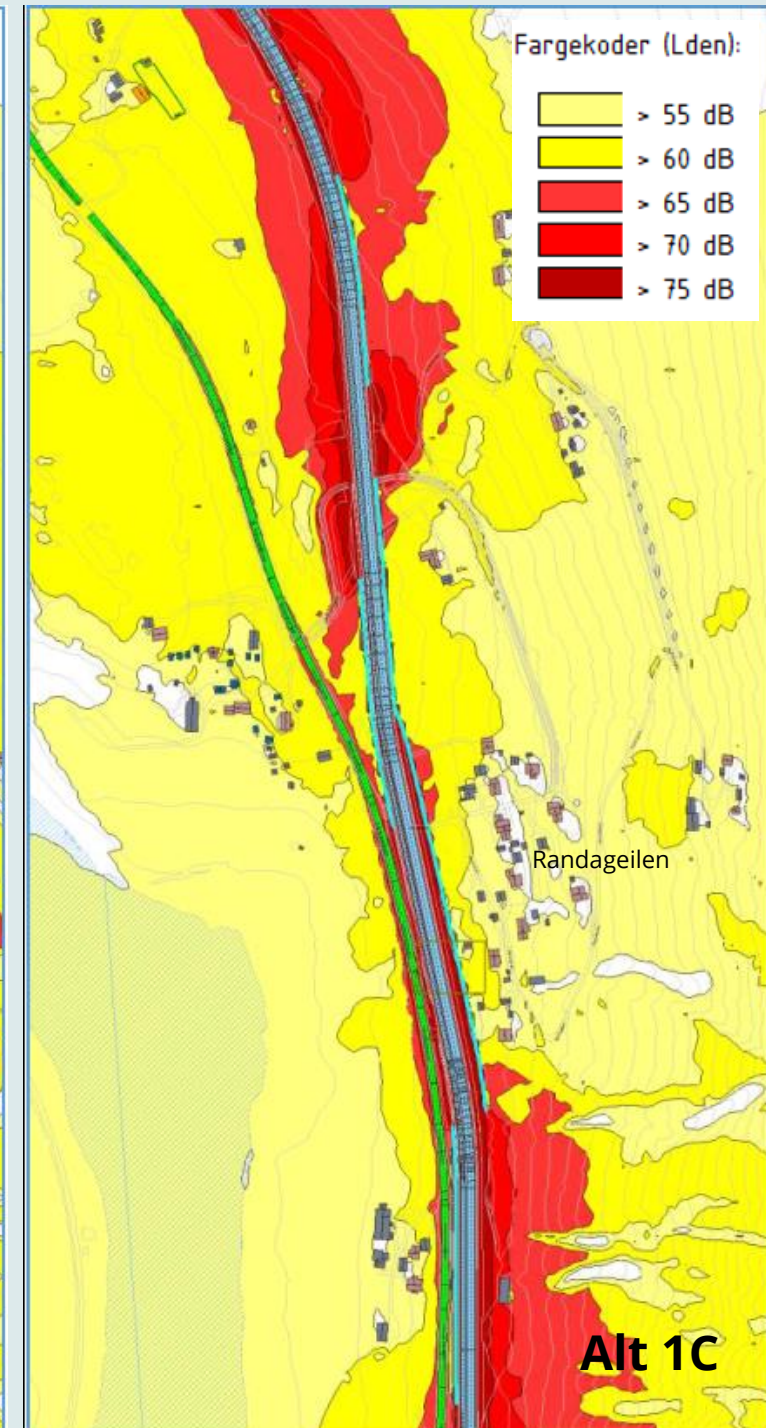 Fargekoder (Lden):
> 55 dB
> 60 dB
> 65 dB
> 70 dB
> 75 dB
Randageilen
Alt 1C